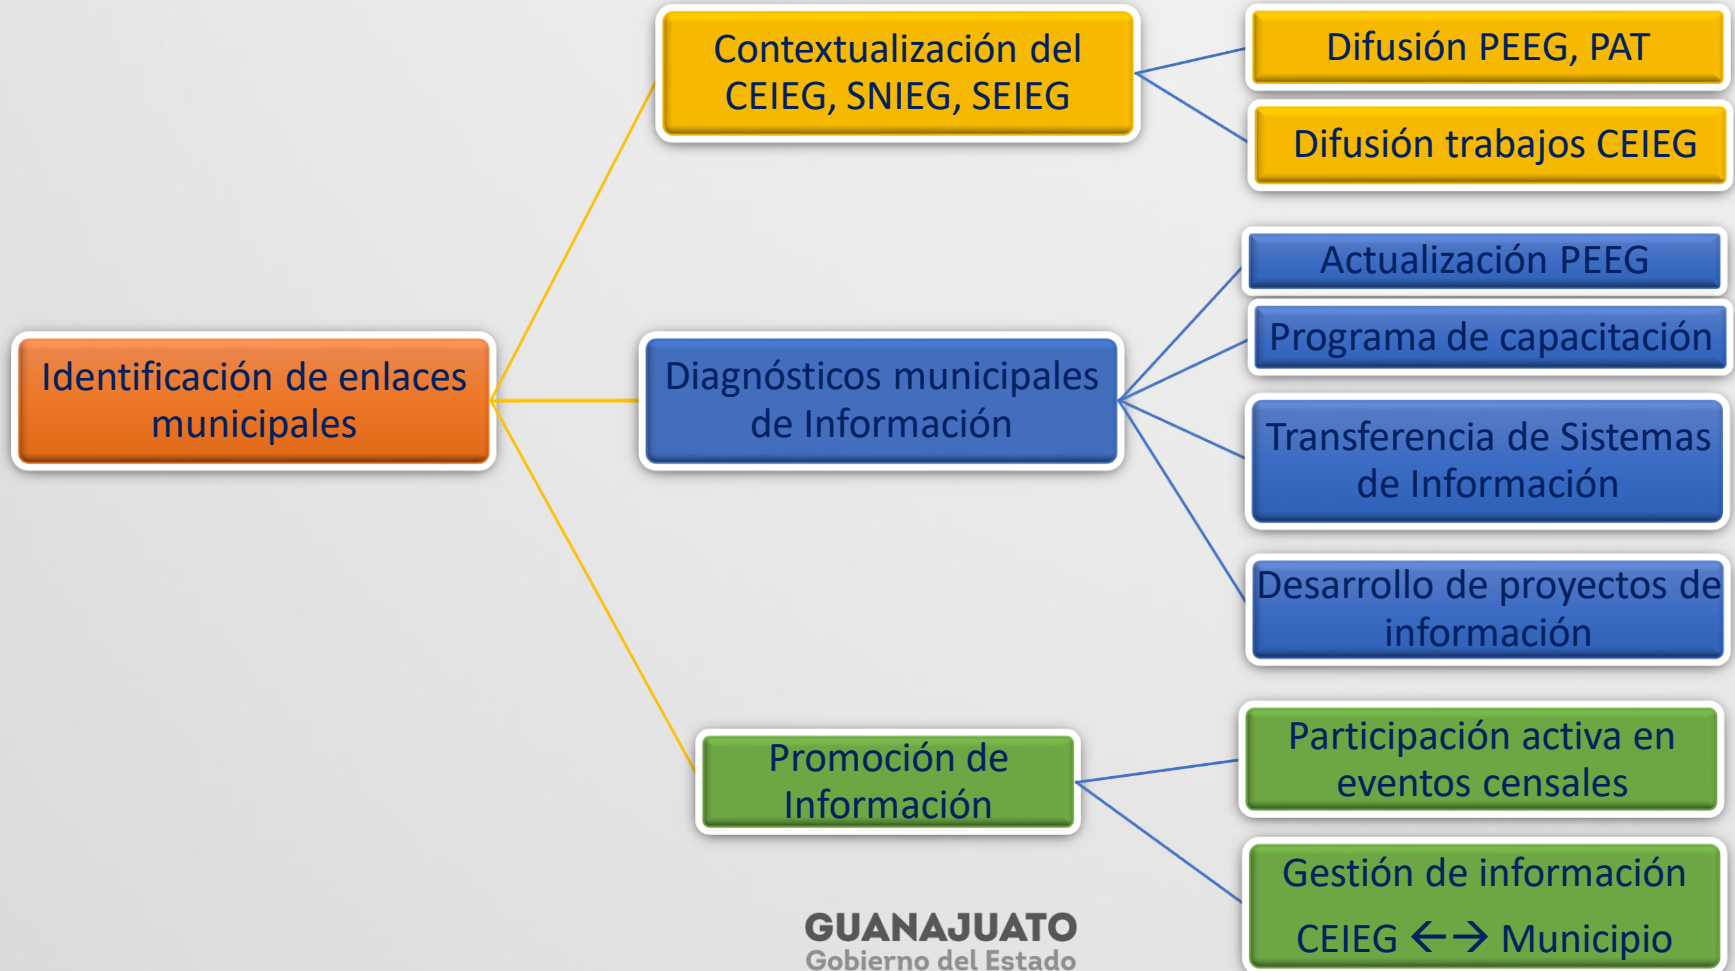 Contextualización del
CEIEG, SNIEG, SEIEG
Difusión PEEG, PAT
Difusión trabajos CEIEG
Identificación de enlaces
municipales
Diagnósticos municipales
de Información
Actualización PEEG
Programa de capacitación
Transferencia de Sistemas
de Información
Desarrollo de proyectos de
información
Promoción de
Información
Participación activa en
eventos censales
Gestión de información
CEIEG ←→ Municipio
GUANAJUATO
Gobierno del Estado